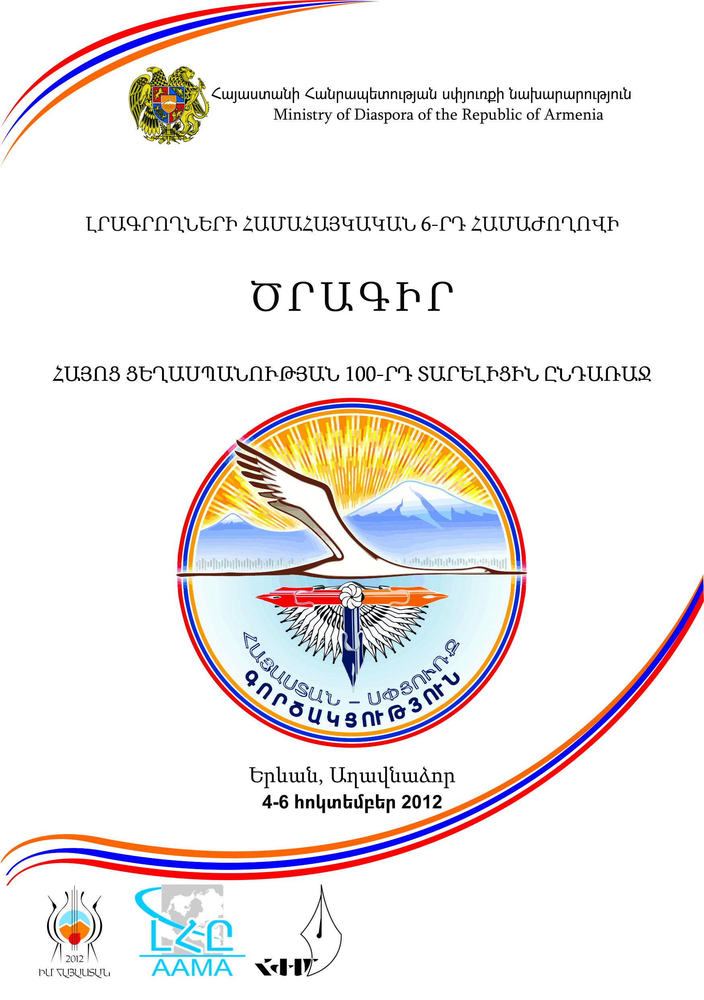 Հայաստանի Հանրապետության սփյուռքի նախարարություն
Ministry of Diaspora of the Republic of Armenia
ԼՐԱԳՐՈՂՆԵՐԻ ՀԱՄԱՀԱՅԿԱԿԱՆ 6-ՐԴ ՀԱՄԱԺՈՂՈՎԻ
ԾՐԱԳԻՐ
ՀԱՅՈՑ ՑԵՂԱՍՊԱՆՈՒԹՅԱՆ 100-ՐԴ ՏԱՐԵԼԻՑԻՆ ԸՆԴԱՌԱՋ
ՀԱՅԱՍՏԱՆ – ՍՓՅՈՒՌՔ
ԳՈՐԾԱԿՑՈՒԹՅՈՒՆ
Երևան, Աղավնաձոր
4-6 հոկտեմբեր 2012
2012
ԻՄ ՀԱՅԱՍՏԱՆ
ԼՀԸ
AAMA
ՀԺՄ